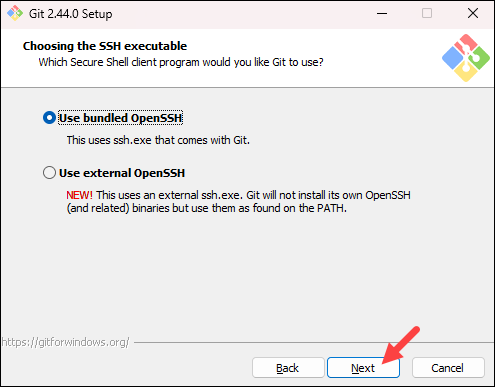 Git 2.44.0 Setup
Choosing the SSH executable
Which Secure Shell client program would you like Git to use?
Use bundled OpenSSH
This uses ssh.exe that comes with Git.
Use external OpenSSH
NEW! This uses an external ssh.exe. Git will not install its own OpenSSH
(and related) binaries but use them as found on the PATH.
https://gitforwindows.org/
Back
Next
Cancel